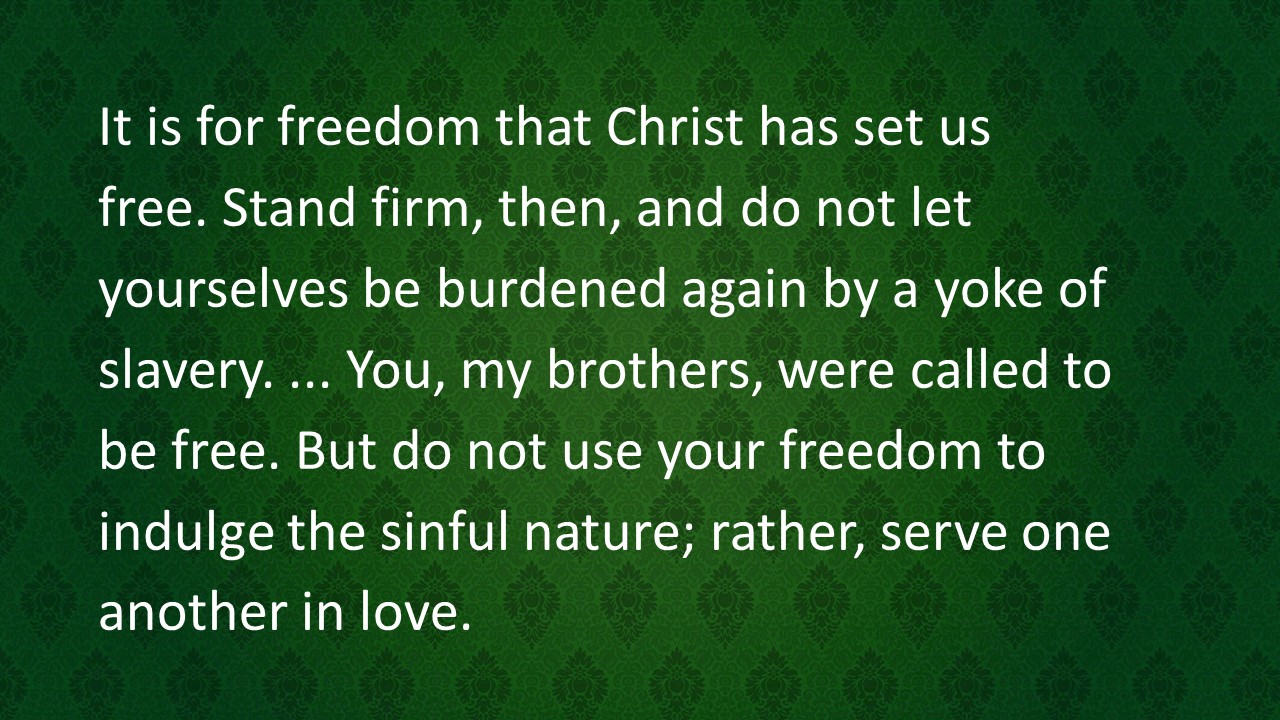 It is for freedom that Christ has set us
free. Stand firm, then, and do not let
yourselves be burdened again by a yoke of
slavery. ... You, my brothers, were called to
be free. But do not use your freedom to
indulge the sinful nature; rather, serve one
another in love.